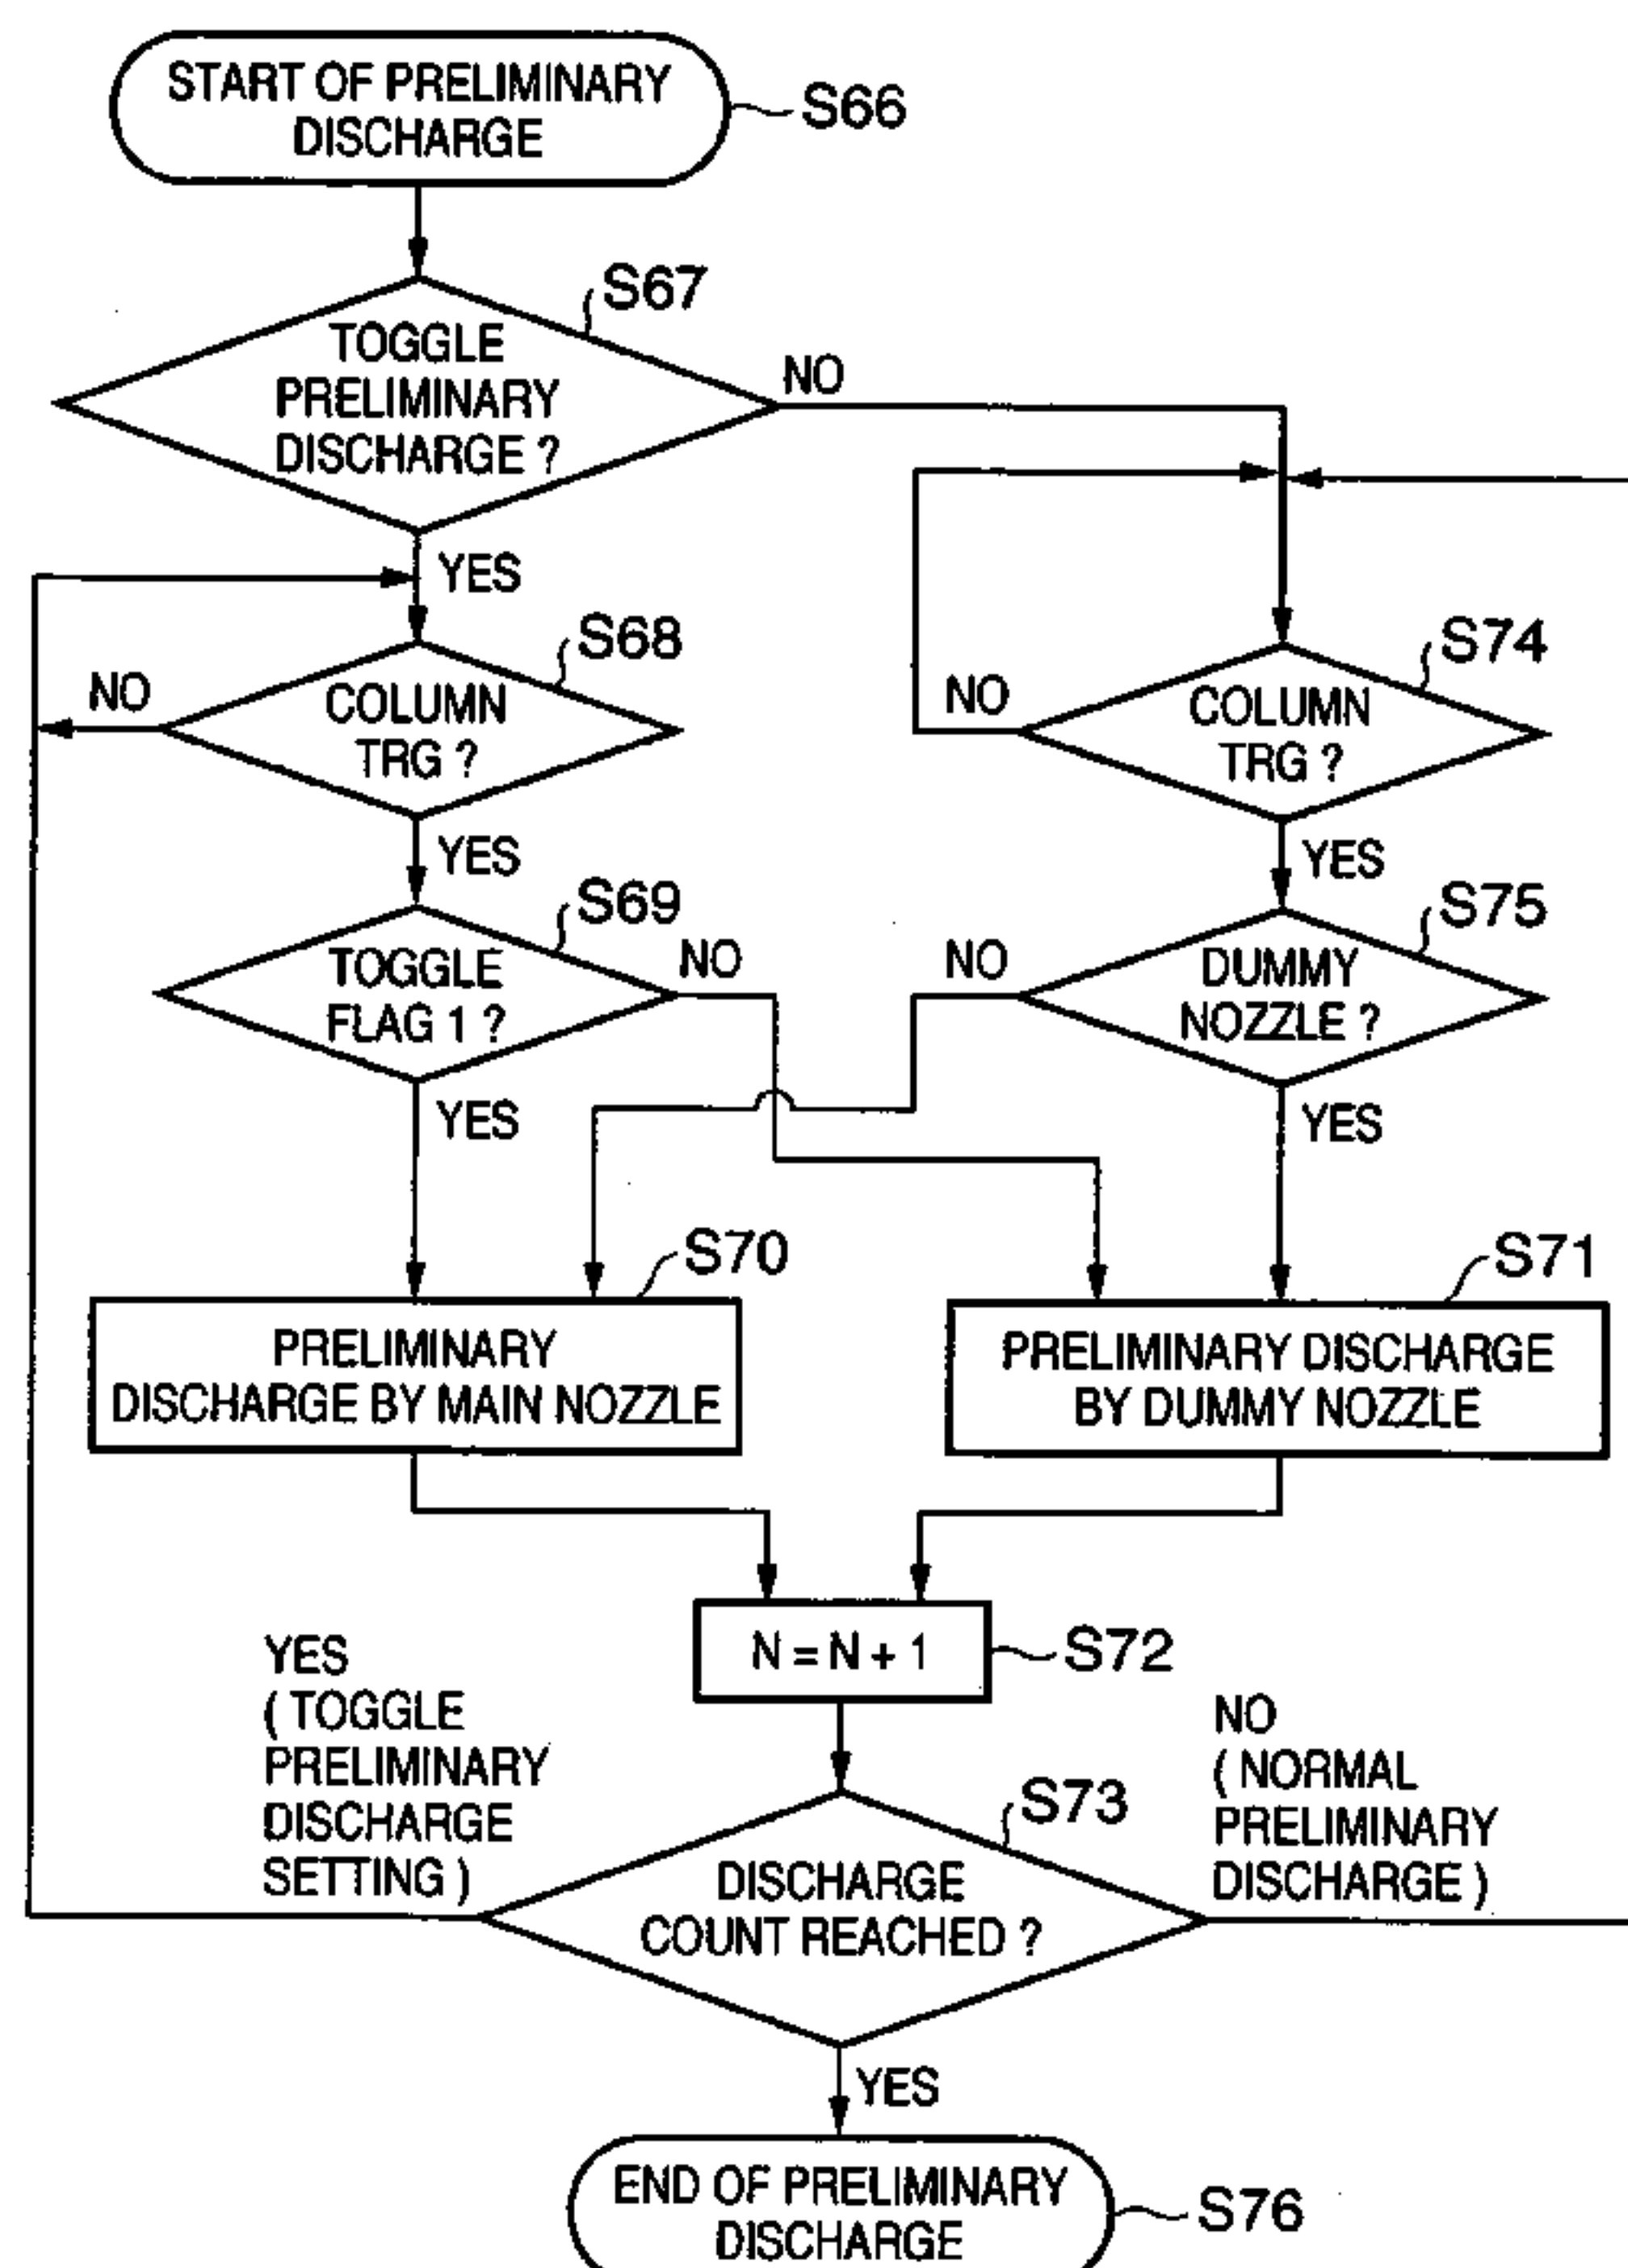 START OF PRELIMINARY
DISCHARGE
S66
S67
TOGGLE
PRELIMINARY
DISCHARGE ?
NO
YES
S68
NO
COLUMN
TRG ?
S74
NO
COLUMN
TRG ?
YES
YES
S69
TOGGLE
FLAG 1 ?
NO
S75
NO
DUMMY
NOZZLE ?
YES
YES
S70
PRELIMINARY
DISCHARGE BY MAIN NOZZLE
S71
PRELIMINARY DISCHARGE
BY DUMMY NOZZLE
N = N + 1
S72
YES
( TOGGLE
PRELIMINARY
DISCHARGE
SETTING )
NO
( NORMAL
PRELIMINARY
DISCHARGE )
S73
DISCHARGE
COUNT REACHED ?
YES
END OF PRELIMINARY
DISCHARGE
S76